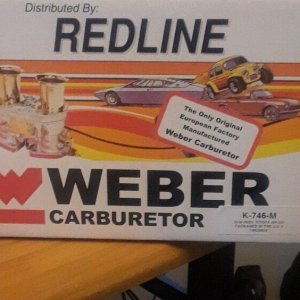 Distributed By:
REDLINE
The Only Original
European Factory
Manufactured
Weber Carburetor
WEBER
CARBURETOR
K-746-M